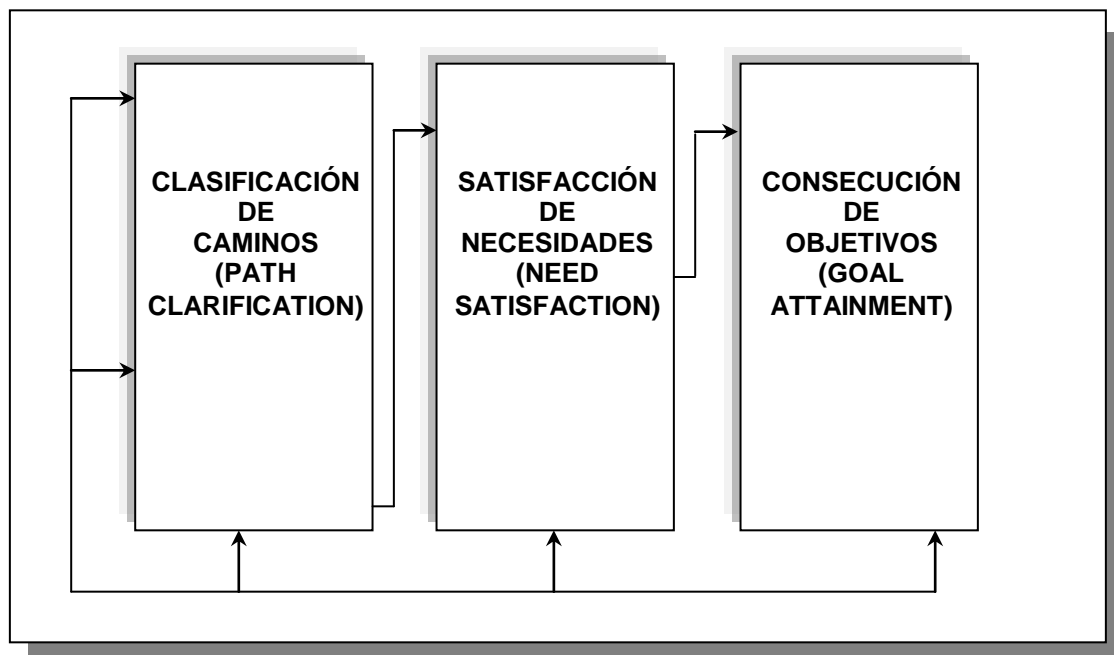 CLASIFICACIÓN
DE
CAMINOS
(PATH
CLARIFICATION)
SATISFACCIÓN
DE
NECESIDADES
(NEED
SATISFACTION)
CONSECUCIÓN
DE
OBJETIVOS
(GOAL
ATTAINMENT)